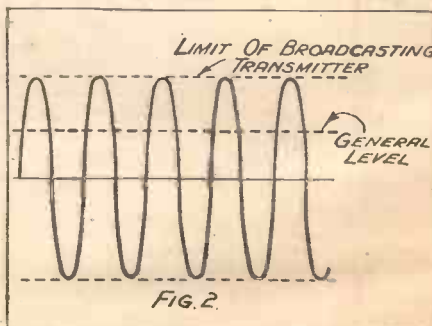 LIMIT OF BROADCASTING
TRANSMITTER
GENERAL
LEVEL
FIG. 2.